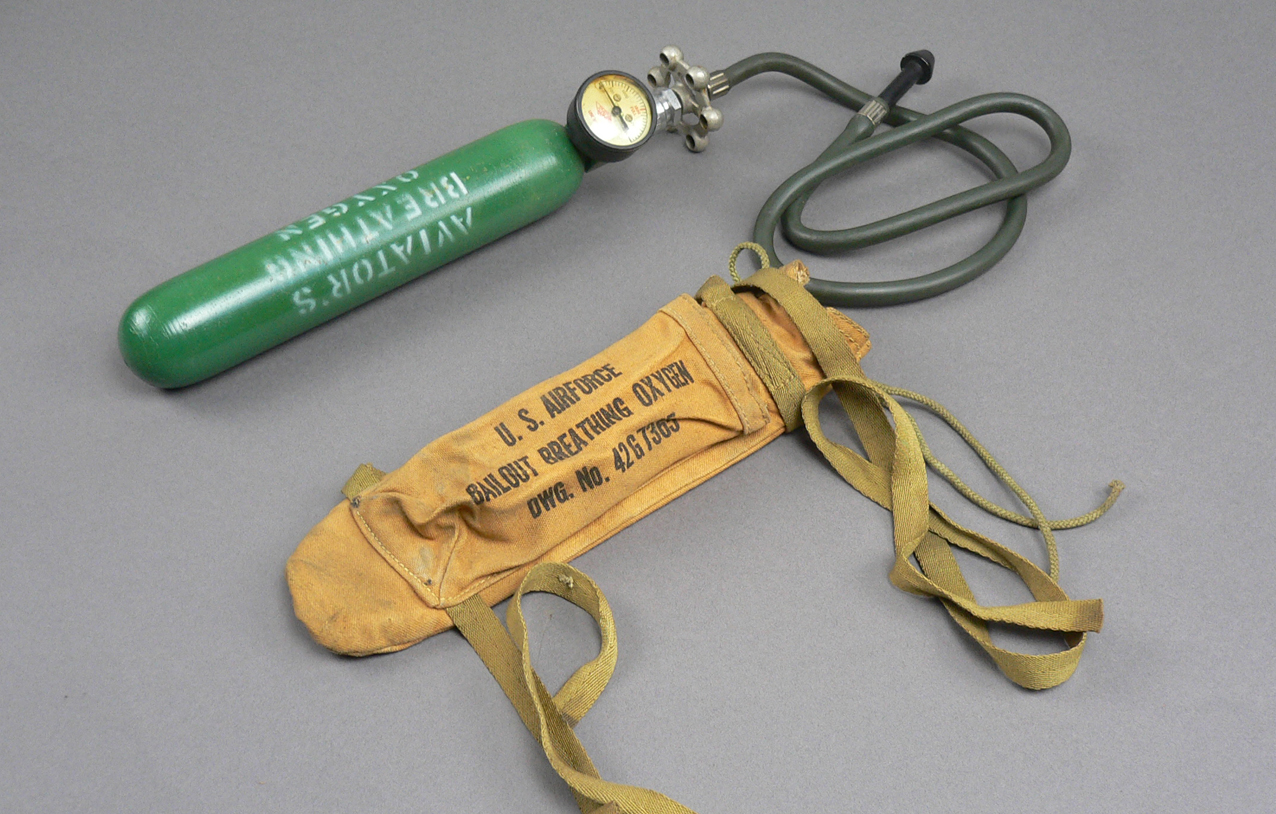 AVIATOR'S
BREATHING
OXYGEN
U. S. AIRFORCE
BAILOUT BREATHING OXYGEN
DWG. No. 42G7305